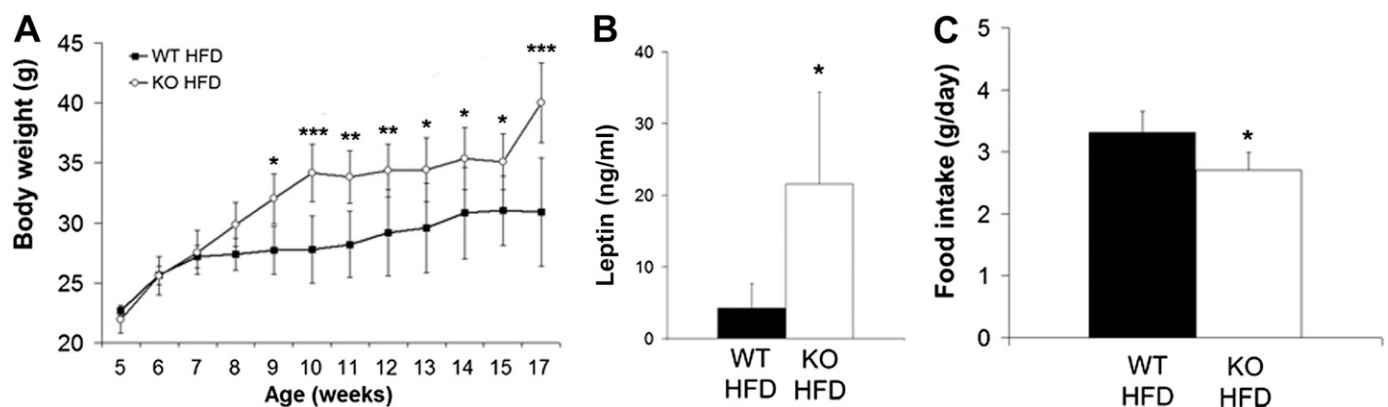 A
Body weight (g)
45
40
35
30
25
20
WT HFD
KO HFD
*
***
**
**
*
*
*
***
5 6 7 8 9 10 11 12 13 14 15 17
Age (weeks)
B
Leptin (ng/ml)
40
30
20
10
0
*
WT
HFD
KO
HFD
C
Food intake (g/day)
5
4
3
2
1
0
*
WT
HFD
KO
HFD